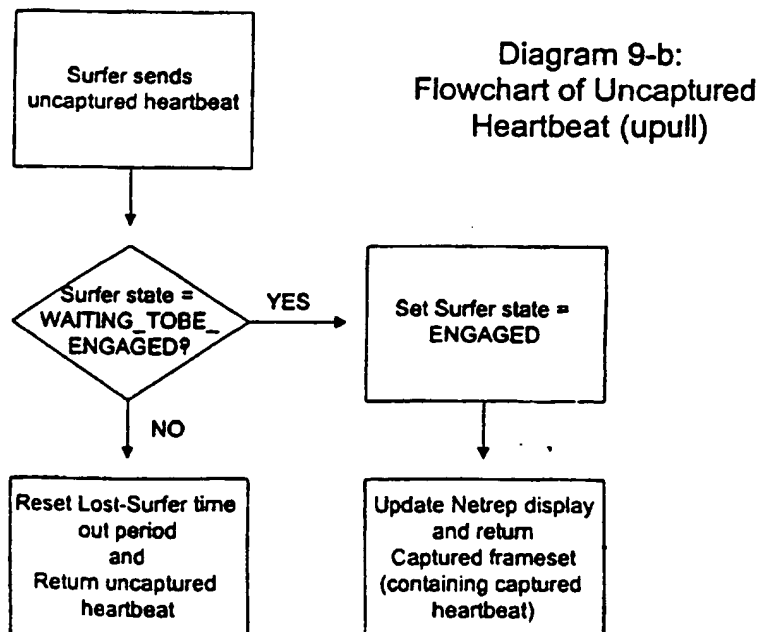 Diagram 9-b:
Flowchart of Uncaptured
Heartbeat (upull)
Surfer sends
uncaptured heartbeat
Surfer state =
WAITING_TOBE_
ENGAGED?
YES
Set Surfer state =
ENGAGED
NO
Reset Lost-Surfer time
out period
and
Return uncaptured
heartbeat
Update Netrep display
and return
Captured frameset
(containing captured
heartbeat)